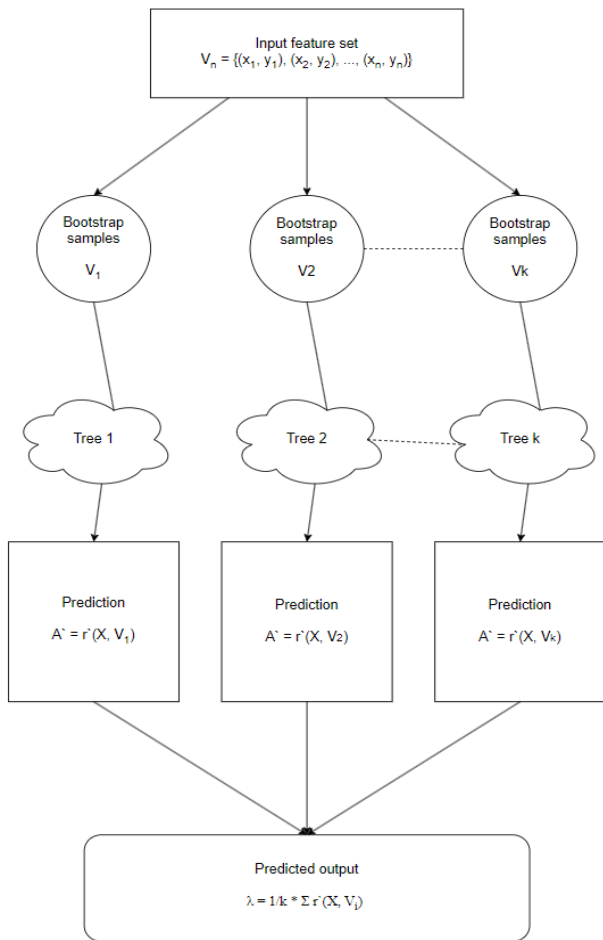 Input feature set
Vₙ = {(x₁, y₁), (x₂, y₂), ..., (xₙ, yₙ)}
Bootstrap
samples
V₁
Bootstrap
samples
V2
Bootstrap
samples
Vk
Tree 1
Tree 2
Tree k
Prediction
A` = r`(X, V₁)
Prediction
A` = r`(X, V₂)
Prediction
A` = r`(X, Vₖ)
Predicted output
λ = 1/k * Σ r`(X, Vᵢ)